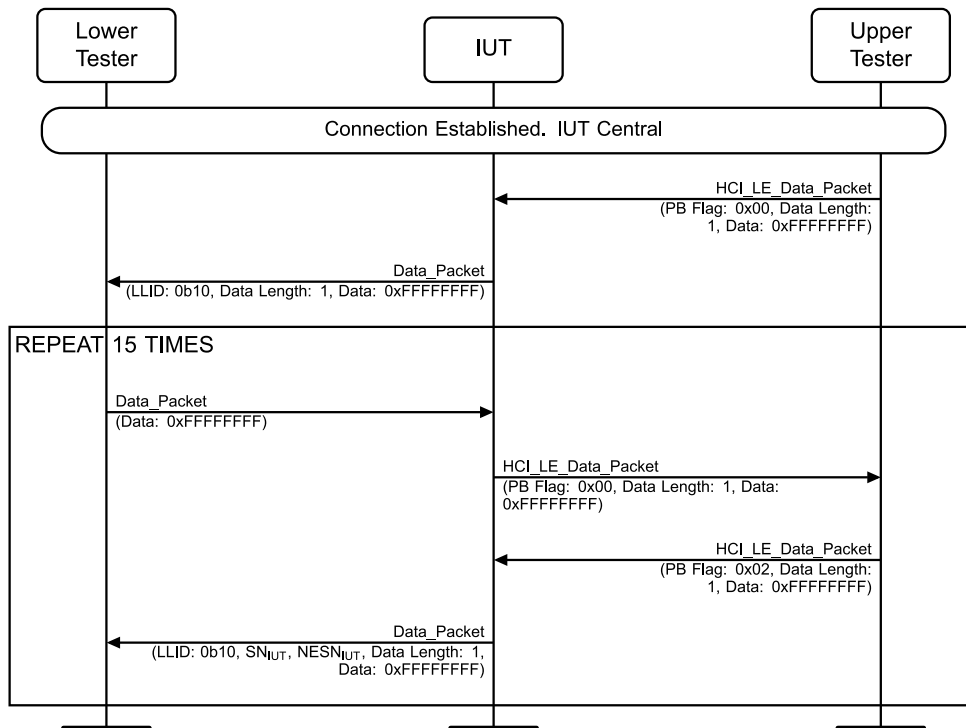 Lower
Tester
IUT
Upper
Tester
Connection Established. IUT Central
HCI_LE_Data_Packet
(PB Flag: 0x00, Data Length:
1, Data: 0xFFFFFFFF)
Data_Packet
(LLID: 0b10, Data Length: 1, Data: 0xFFFFFFFF)
REPEAT 15 TIMES
Data_Packet
(Data: 0xFFFFFFFF)
HCI_LE_Data_Packet
(PB Flag: 0x00, Data Length: 1, Data:
0xFFFFFFFF)
HCI_LE_Data_Packet
(PB Flag: 0x02, Data Length:
1, Data: 0xFFFFFFFF)
Data_Packet
(LLID: 0b10, SNIUT, NESNIUT, Data Length: 1,
Data: 0xFFFFFFFF)